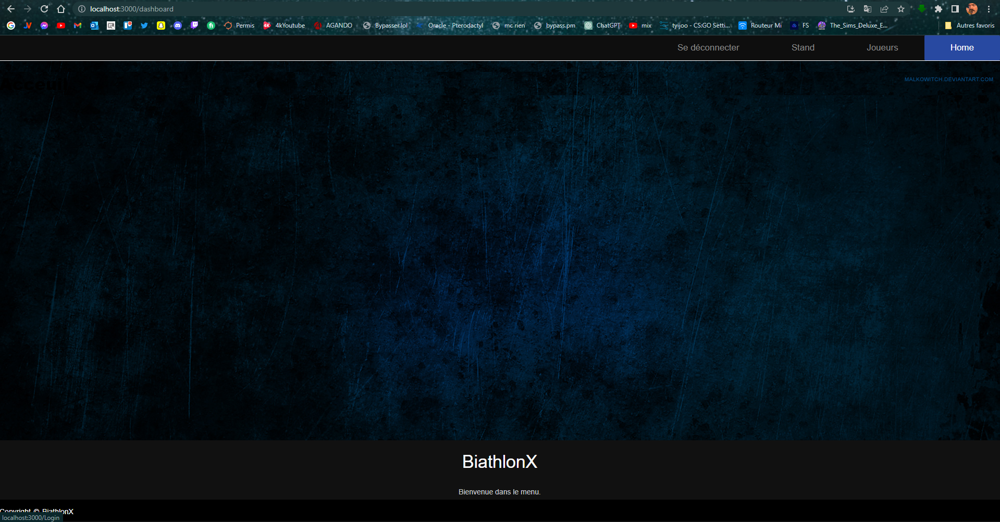 localhost:3000/dashboard
Permis 4K 4kYoutube AGANDO Bypasser.lol Oracle - Pterodactyl mc rien bypass.pm ChatGPT mix tyijoo - CS:GO Setti... Routeur Mi FS The_Sims_Deluxe_E... Autres favoris
Se déconnecter Stand Joueurs Home
Acceuil
MALKOWITCH.DEVIANTART.COM
BiathlonX
Bienvenue dans le menu.
Copyright © BiathlonX
localhost:3000/Login